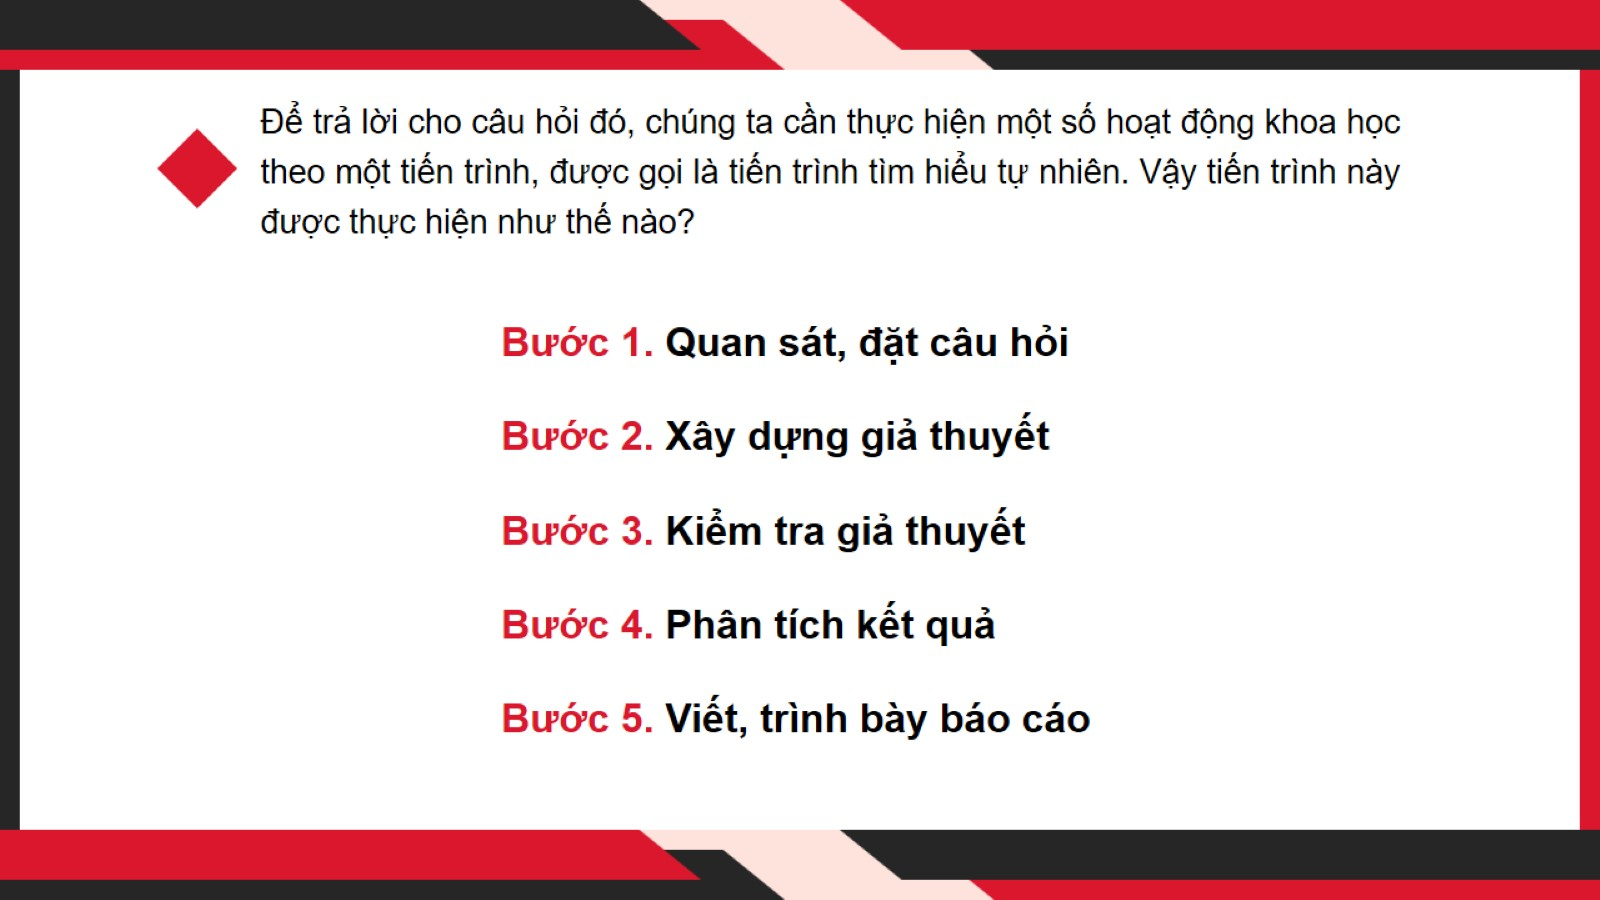 Để trả lời cho câu hỏi đó, chúng ta cần thực hiện một số hoạt động khoa học
theo một tiến trình, được gọi là tiến trình tìm hiểu tự nhiên. Vậy tiến trình này
được thực hiện như thế nào?
Bước 1. Quan sát, đặt câu hỏi
Bước 2. Xây dựng giả thuyết
Bước 3. Kiểm tra giả thuyết
Bước 4. Phân tích kết quả
Bước 5. Viết, trình bày báo cáo